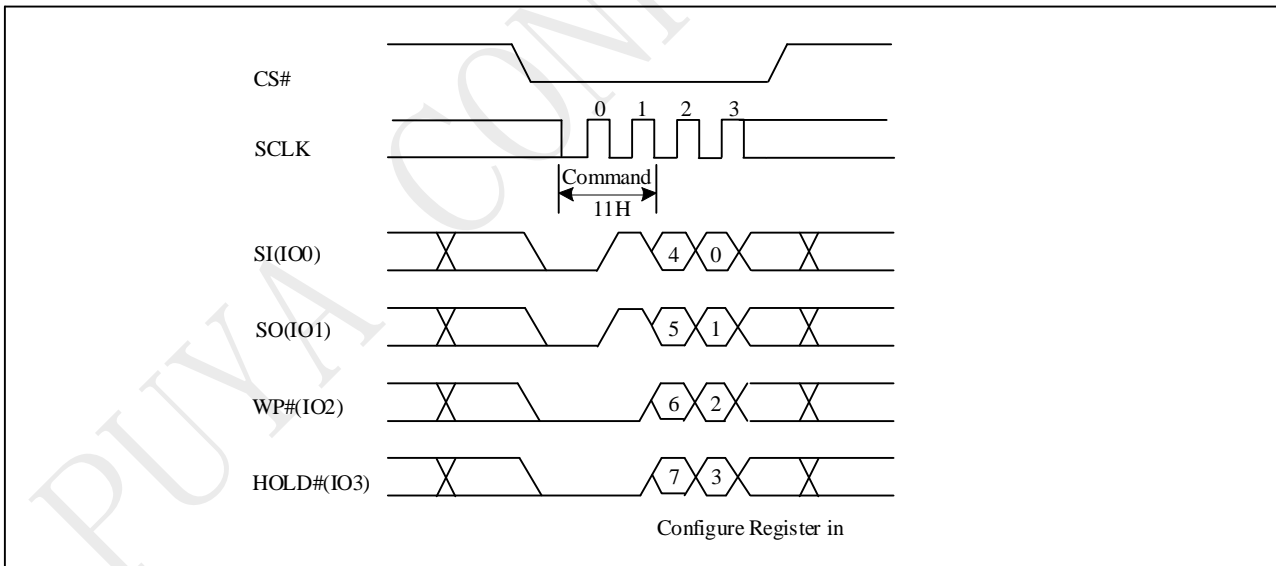 CS#
0 1 2 3
SCLK
Command
11H
SI(IO0)
4 0
SO(IO1)
5 1
WP#(IO2)
6 2
HOLD#(IO3)
7 3
Configure Register in
PUYA CONF